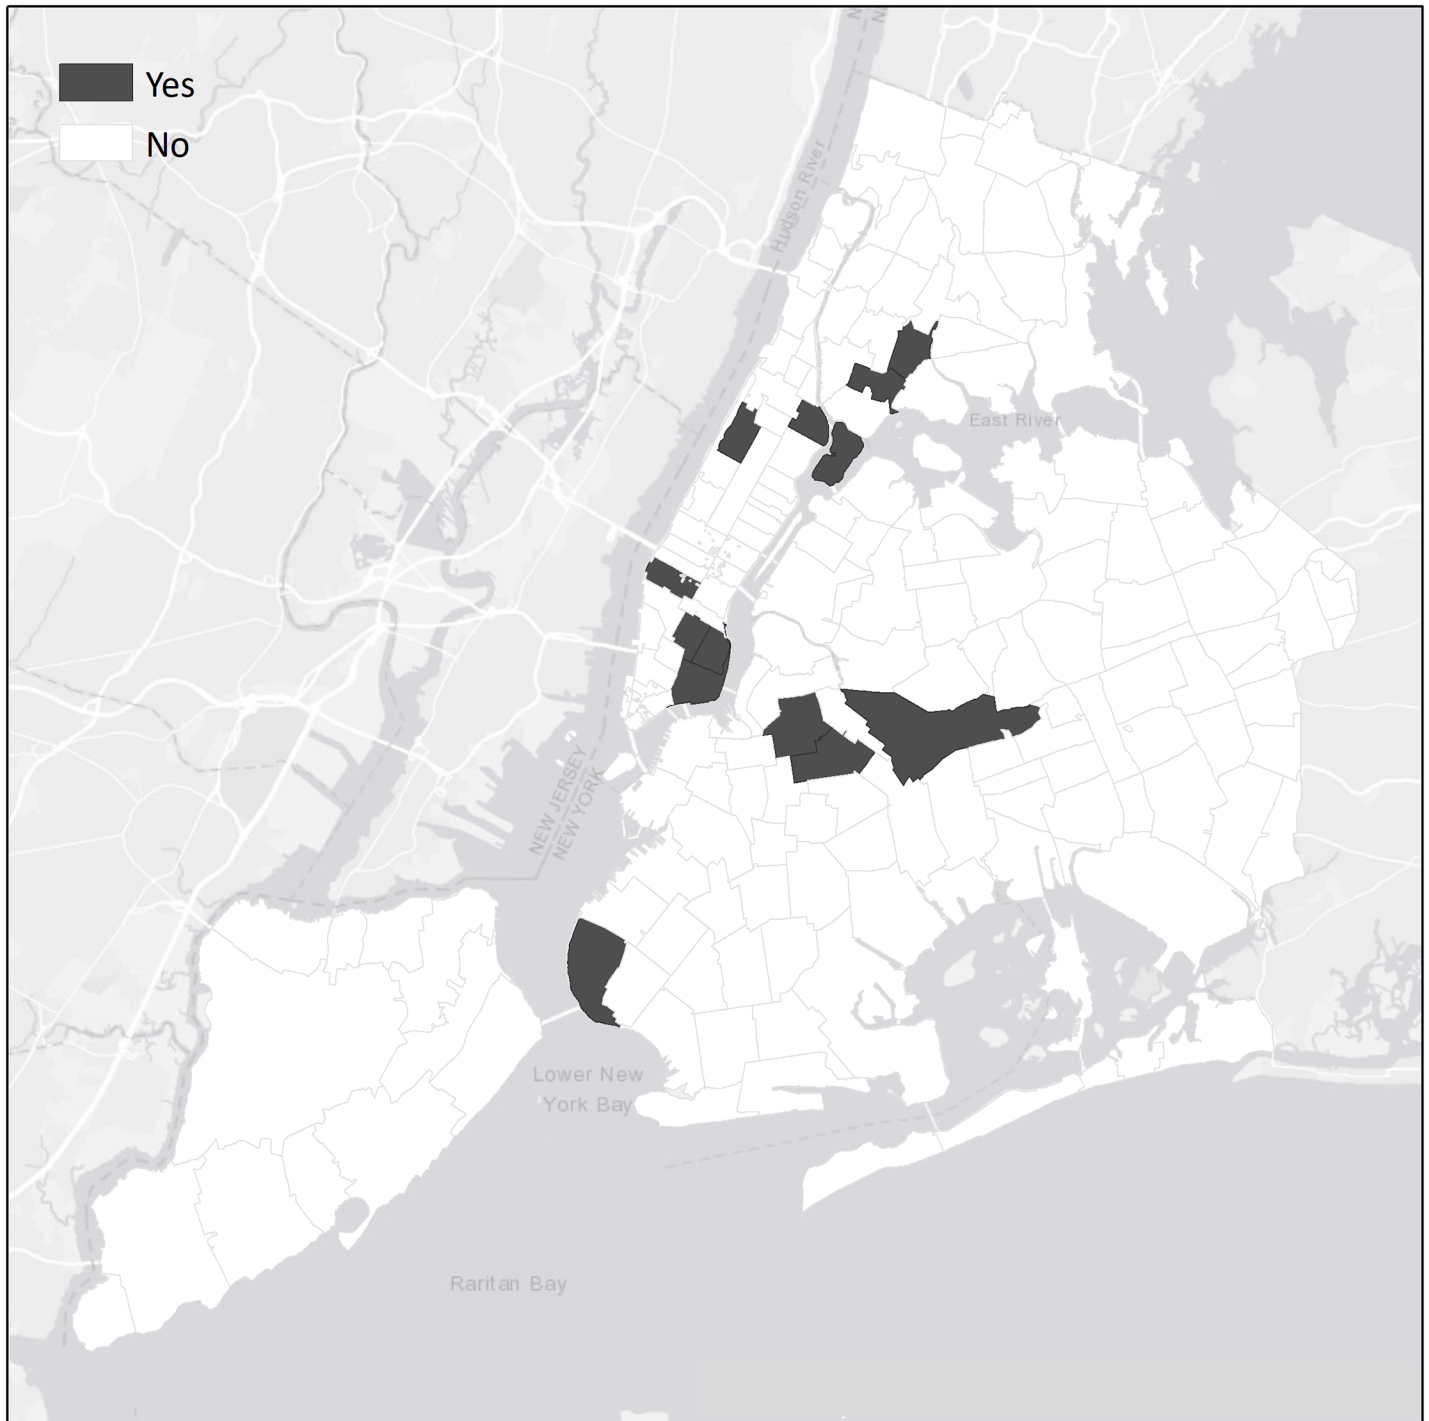 Yes
No
Hudson River
East River
NEW JERSEY
NEW YORK
Lower New
York Bay
Raritan Bay